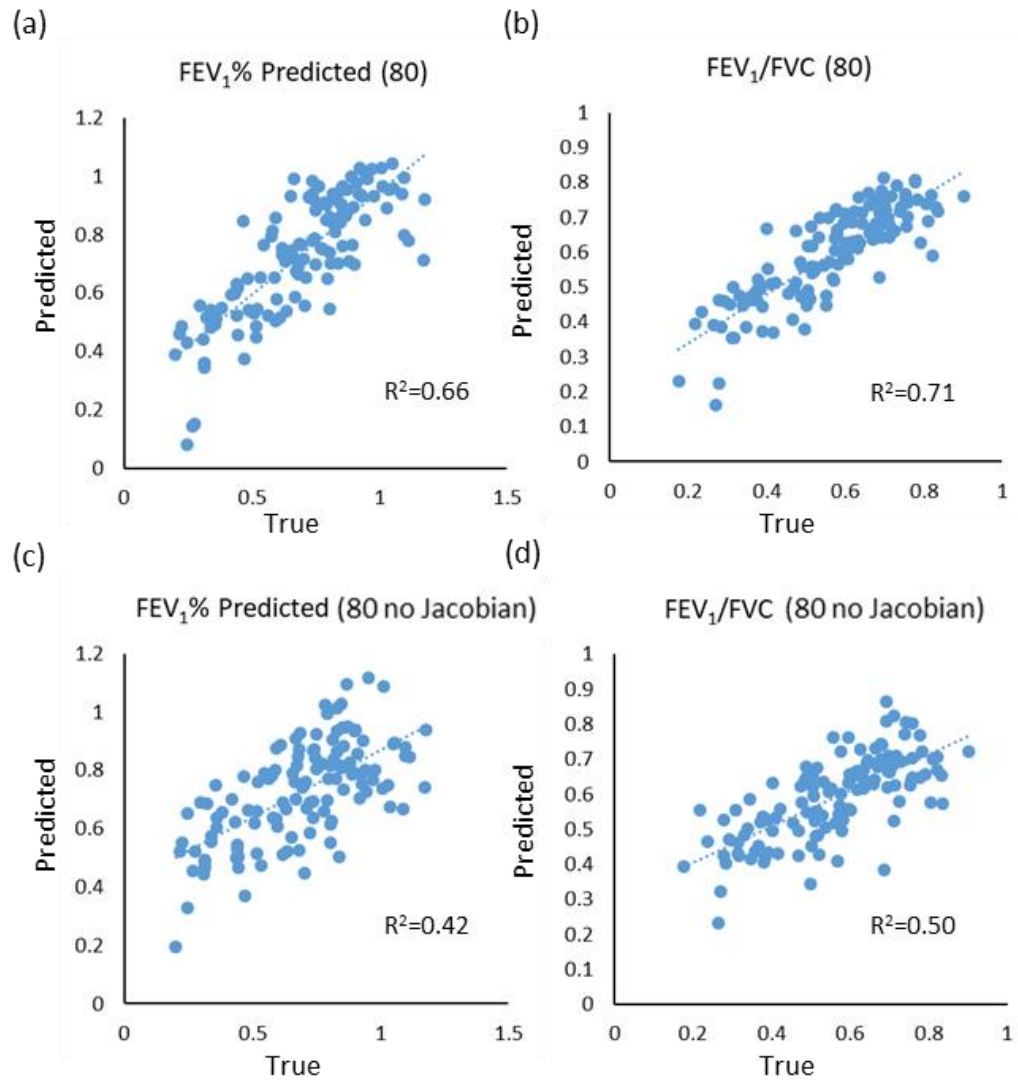 (a)
FEV₁% Predicted (80)
1.2
1
0.8
0.6
0.4
0.2
0
Predicted
R²=0.66
0 0.5 1 1.5
True
(b)
FEV₁/FVC (80)
1
0.9
0.8
0.7
0.6
0.5
0.4
0.3
0.2
0.1
0
Predicted
R²=0.71
0 0.2 0.4 0.6 0.8 1
True
(c)
FEV₁% Predicted (80 no Jacobian)
1.2
1
0.8
0.6
0.4
0.2
0
Predicted
R²=0.42
0 0.5 1 1.5
True
(d)
FEV₁/FVC (80 no Jacobian)
1
0.9
0.8
0.7
0.6
0.5
0.4
0.3
0.2
0.1
0
Predicted
R²=0.50
0 0.2 0.4 0.6 0.8 1
True